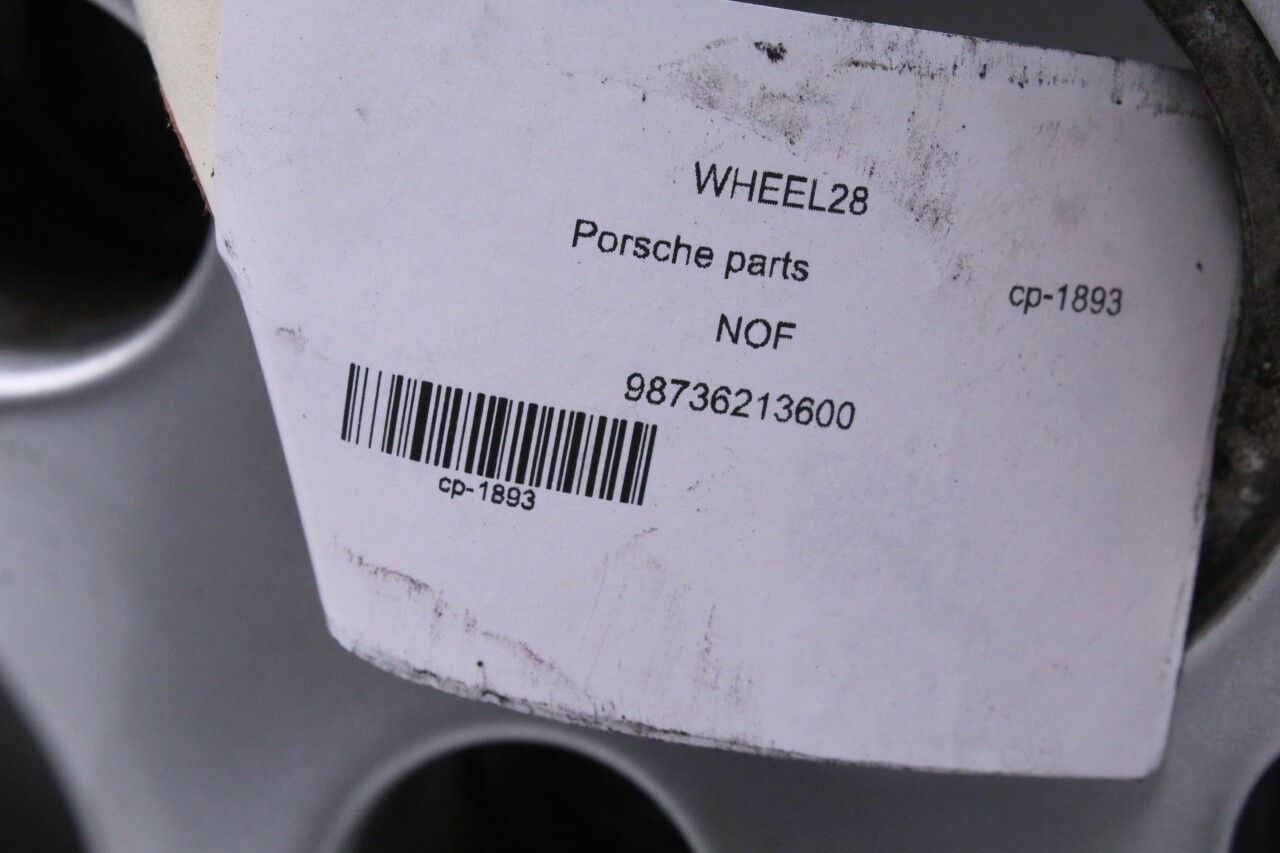 WHEEL28
Porsche parts
cp-1893
NOF
98736213600
cp-1893